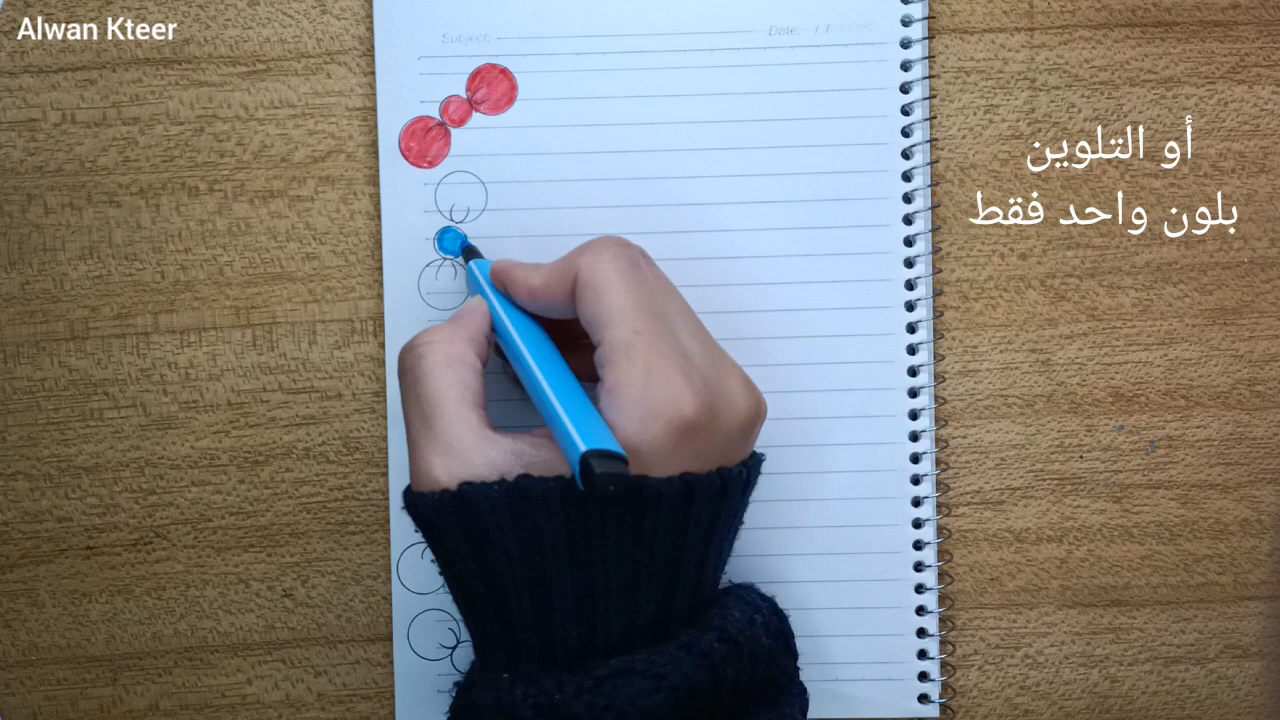 Alwan Kteer
Subject:
Date: / /
أو التلوين
بلون واحد فقط